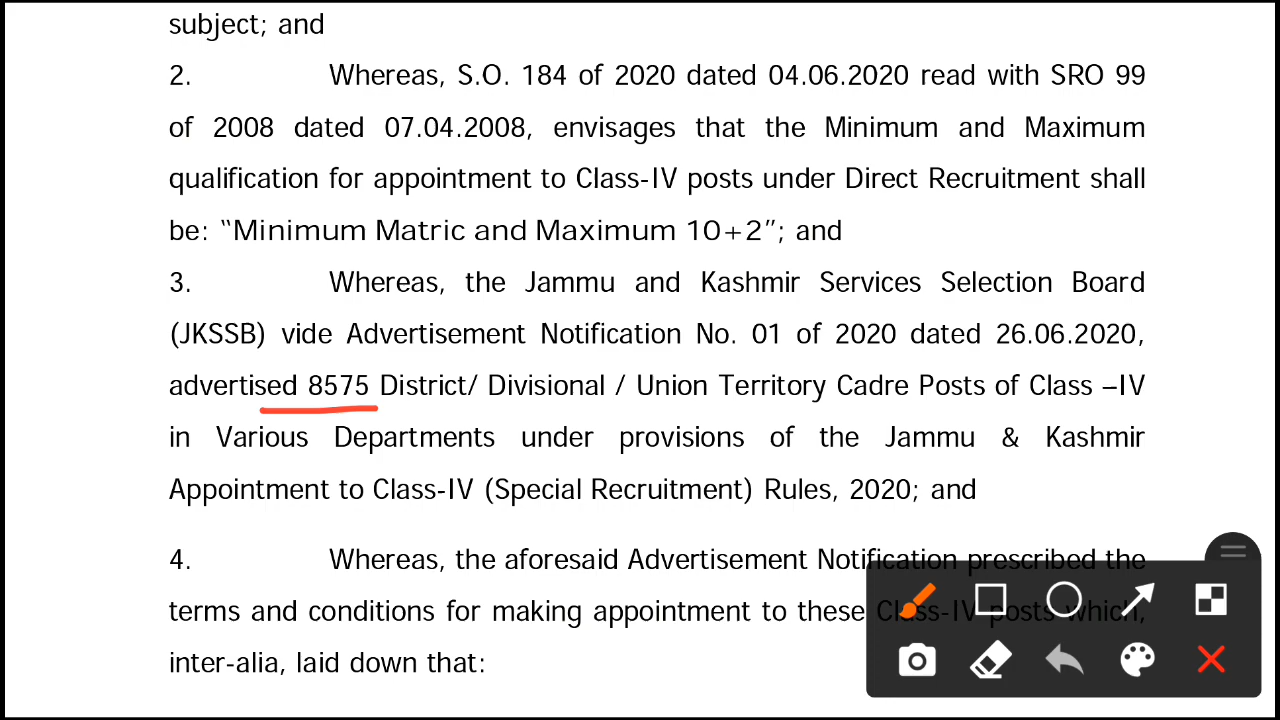 subject; and
2. Whereas, S.O. 184 of 2020 dated 04.06.2020 read with SRO 99
of 2008 dated 07.04.2008, envisages that the Minimum and Maximum
qualification for appointment to Class-IV posts under Direct Recruitment shall
be: “Minimum Matric and Maximum 10+2”; and
3. Whereas, the Jammu and Kashmir Services Selection Board
(JKSSB) vide Advertisement Notification No. 01 of 2020 dated 26.06.2020,
advertised 8575 District/ Divisional / Union Territory Cadre Posts of Class –IV
in Various Departments under provisions of the Jammu & Kashmir
Appointment to Class-IV (Special Recruitment) Rules, 2020; and
4. Whereas, the aforesaid Advertisement Notification prescribed the
terms and conditions for making appointment to these Class-IV posts which,
inter-alia, laid down that: